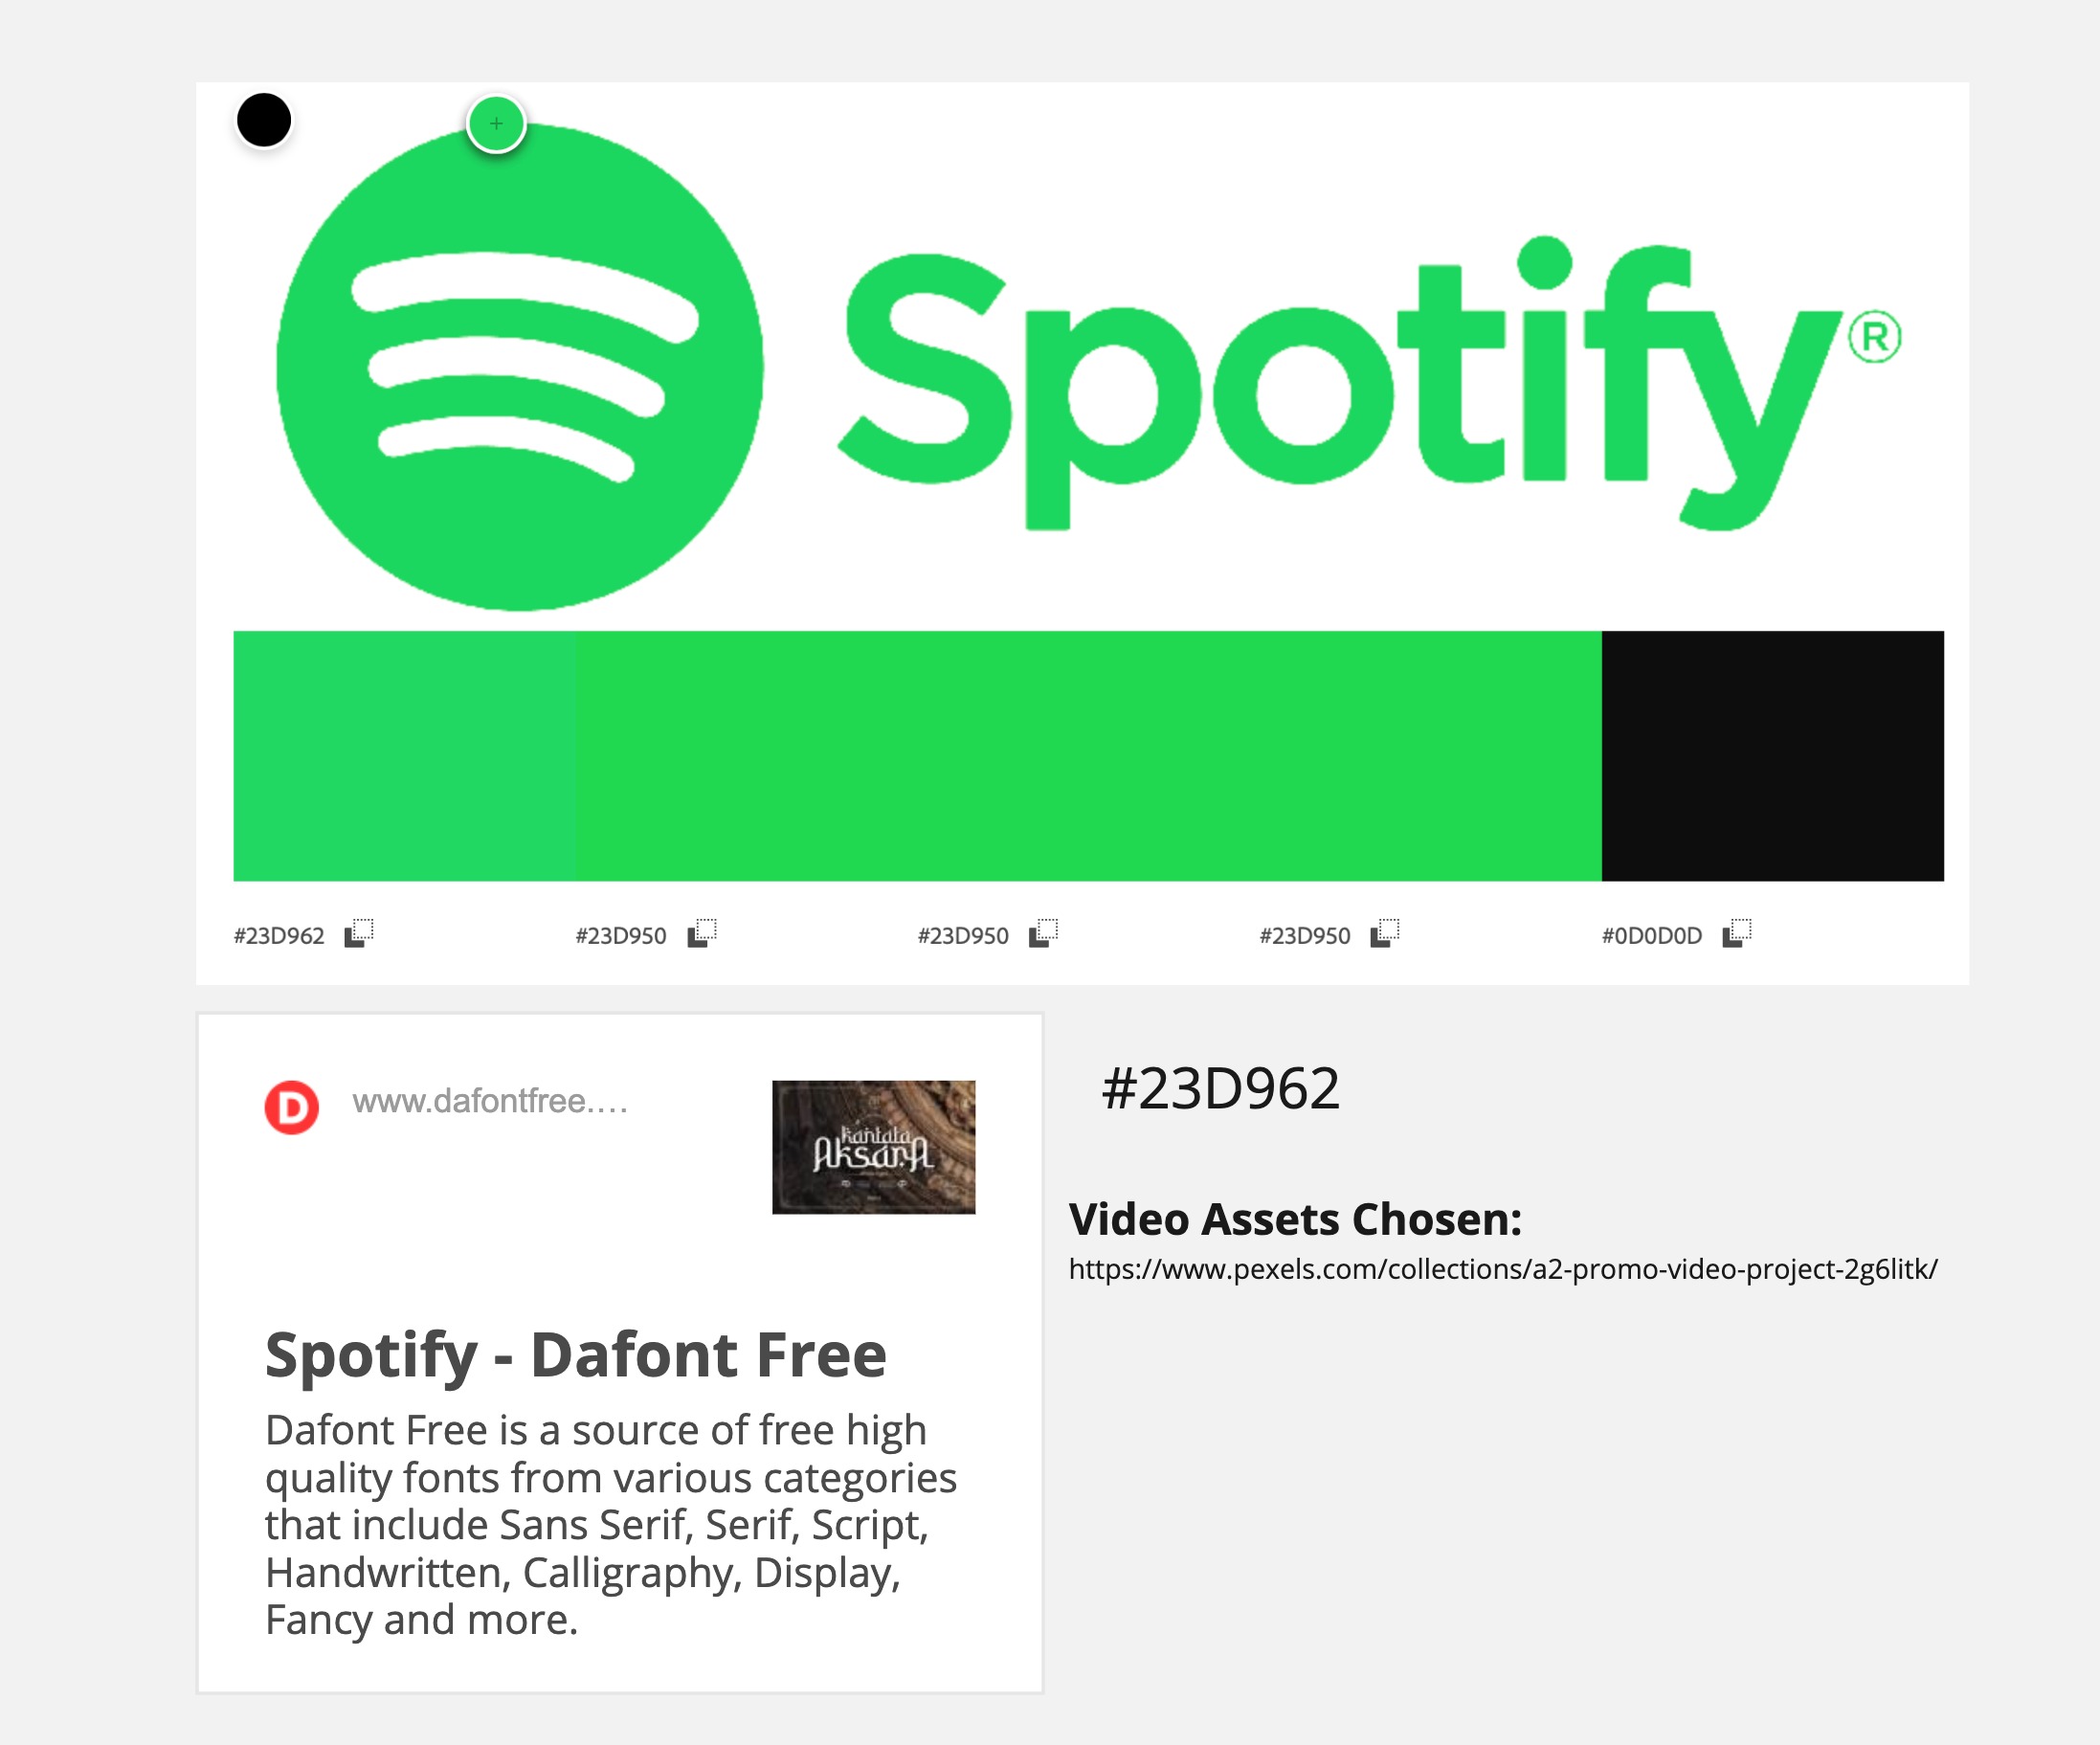 Spotify®
#23D962
#23D950
#23D950
#23D950
#0D0D0D
www.dafontfree....
Kantata
AksarA
Spotify - Dafont Free
Dafont Free is a source of free high
quality fonts from various categories
that include Sans Serif, Serif, Script,
Handwritten, Calligraphy, Display,
Fancy and more.
#23D962
Video Assets Chosen:
https://www.pexels.com/collections/a2-promo-video-project-2g6litk/